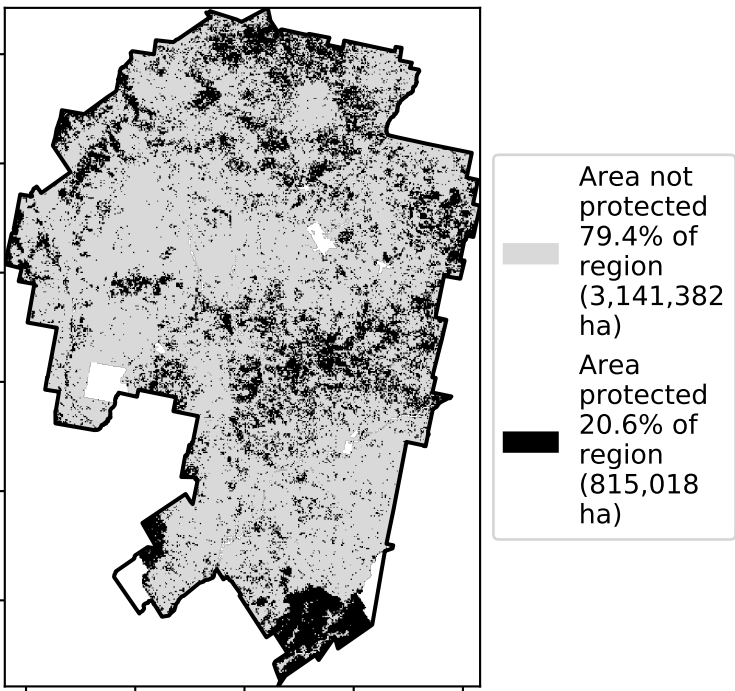 Area not
protected
79.4% of
region
(3,141,382
ha)
Area
protected
20.6% of
region
(815,018
ha)